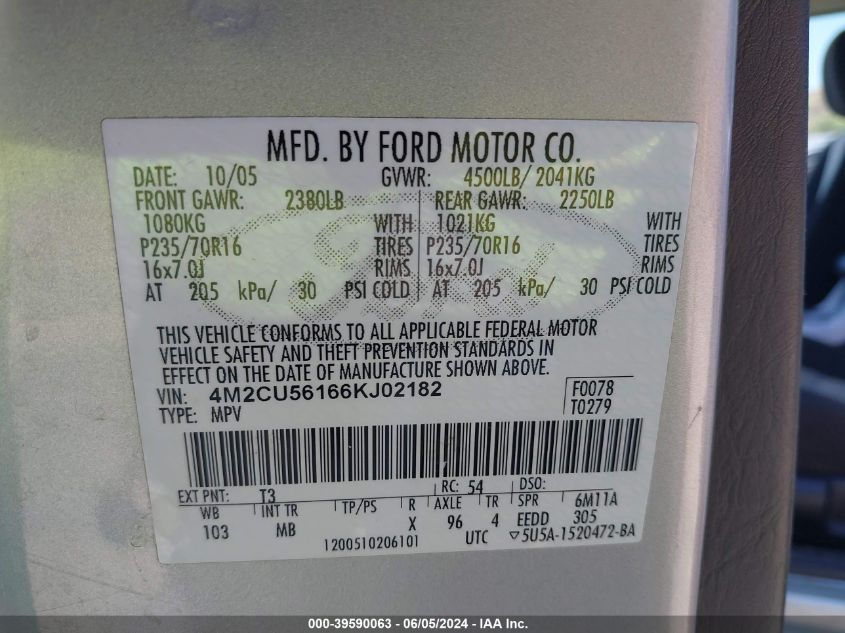 MFD. BY FORD MOTOR CO.
DATE: 10/05 GVWR: 4500LB/ 2041KG
FRONT GAWR: 2380LB REAR GAWR: 2250LB
1080KG WITH 1021KG WITH
P235/70R16 TIRES P235/70R16 TIRES
16x7.0J RIMS 16x7.0J RIMS
AT 205 kPa/ 30 PSI COLD AT 205 kPa/ 30 PSI COLD
Ford
THIS VEHICLE CONFORMS TO ALL APPLICABLE FEDERAL MOTOR
VEHICLE SAFETY AND THEFT PREVENTION STANDARDS IN
EFFECT ON THE DATE OF MANUFACTURE SHOWN ABOVE.
VIN: 4M2CU56166KJ02182 F0078
TYPE: MPV T0279
EXT PNT: T3 RC: 54 DSO:
WB INT TR TP/PS R AXLE TR SPR 6M11A
103 MB X 96 4 EEDD 305
1200510206101 UTC ▽5U5A-1520472-BA
000-39590063 - 06/05/2024 - IAA Inc.